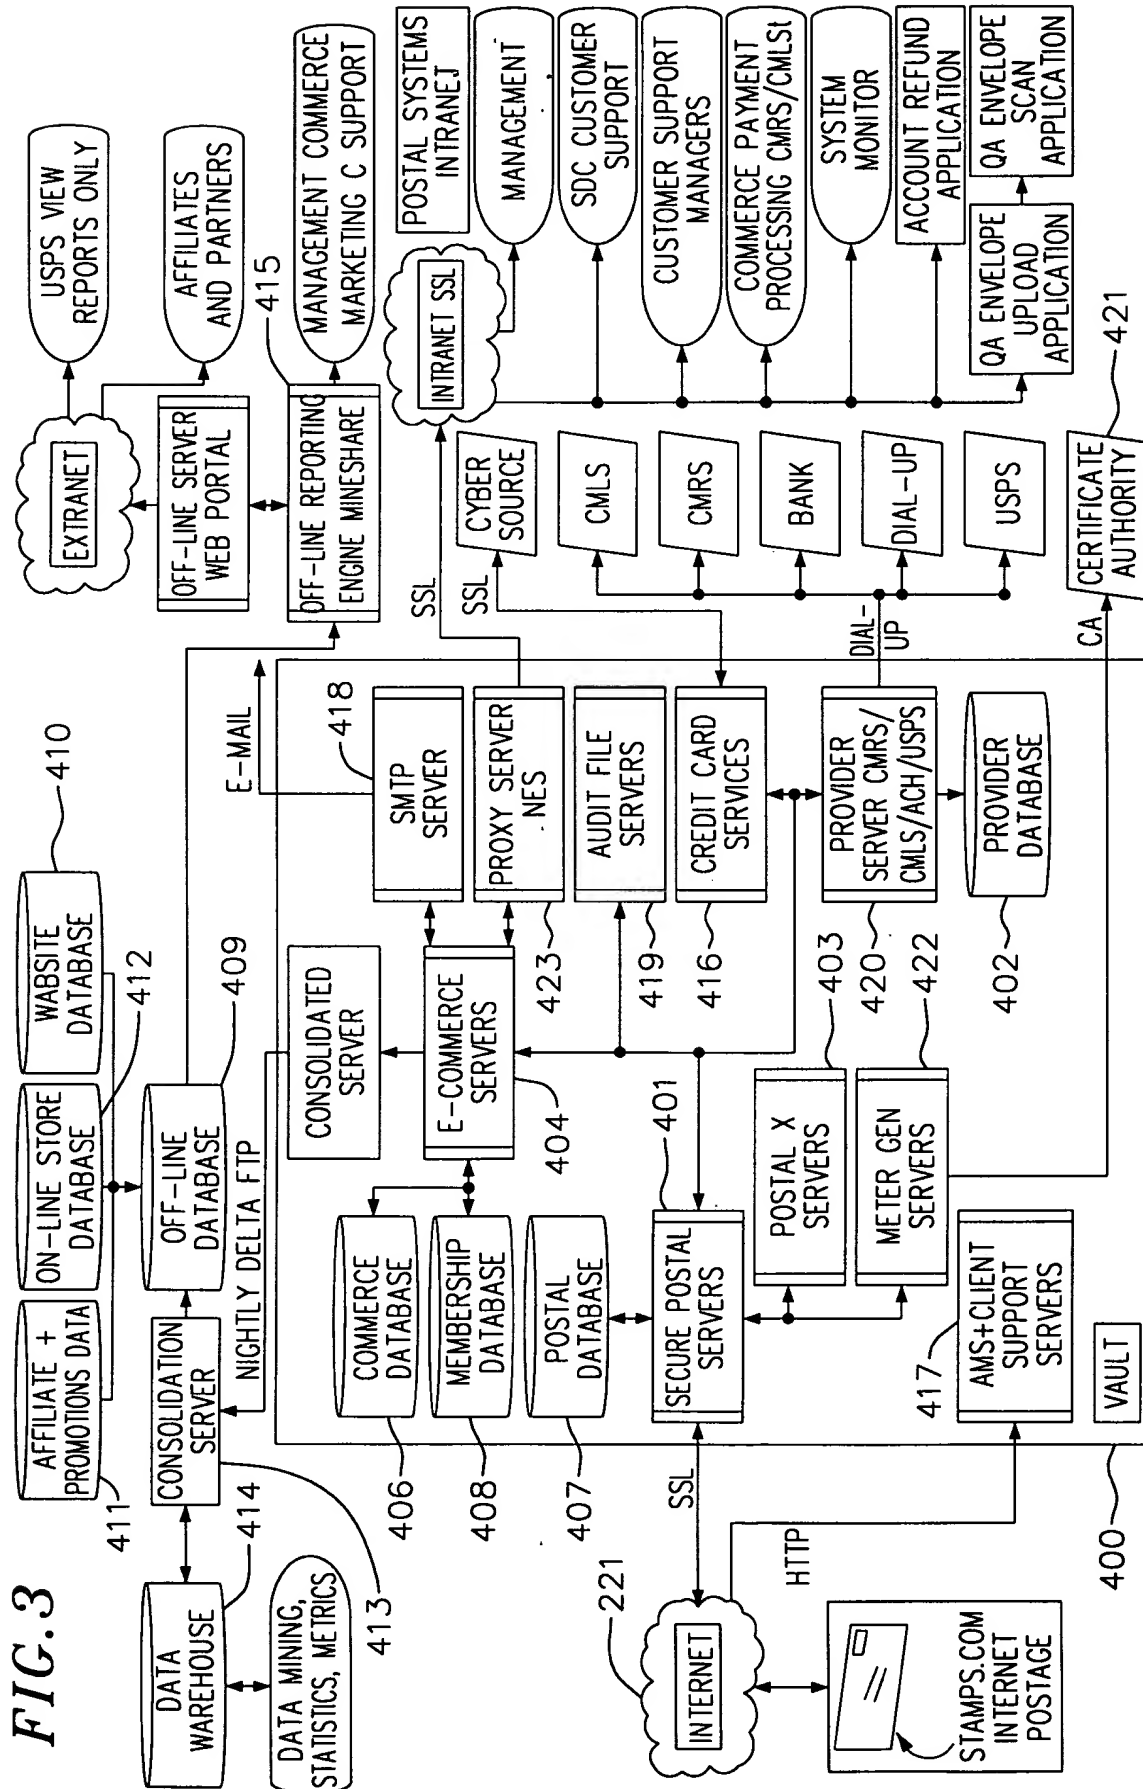 FIG.3
DATA
WAREHOUSE
414
DATA MINING,
STATISTICS, METRICS
413
AFFILIATE +
PROMOTIONS DATA
411
ON-LINE STORE
DATABASE
412
WABSITE
DATABASE
410
CONSOLIDATION
SERVER
OFF-LINE
DATABASE
409
NIGHTLY DELTA FTP
E-MAIL
EXTRANET
USPS VIEW
REPORTS ONLY
AFFILIATES
AND PARTNERS
OFF-LINE SERVER
WEB PORTAL
415
OFF-LINE REPORTING
ENGINE MINESHARE
MANAGEMENT COMMERCE
MARKETING C SUPPORT
COMMERCE
DATABASE
406
MEMBERSHIP
DATABASE
408
POSTAL
DATABASE
407
CONSOLIDATED
SERVER
E-COMMERCE
SERVERS
404
SMTP
SERVER
418
PROXY SERVER
NES
423
AUDIT FILE
SERVERS
419
CREDIT CARD
SERVICES
416
PROVIDER
SERVER CMRS/
CMLS/ACH/USPS
420
PROVIDER
DATABASE
402
SECURE POSTAL
SERVERS
401
POSTAL X
SERVERS
403
METER GEN
SERVERS
422
AMS+CLIENT
SUPPORT
SERVERS
417
VAULT
400
SSL
HTTP
INTERNET
221
STAMPS.COM
INTERNET
POSTAGE
SSL
SSL
DIAL-
UP
CA
INTRANET SSL
CYBER
SOURCE
CMLS
CMRS
BANK
DIAL-UP
USPS
CERTIFICATE
AUTHORITY
421
POSTAL SYSTEMS
INTRANEJ
MANAGEMENT
SDC CUSTOMER
SUPPORT
CUSTOMER SUPPORT
MANAGERS
COMMERCE PAYMENT
PROCESSING CMRS/CMLSt
SYSTEM
MONITOR
ACCOUNT REFUND
APPLICATION
QA ENVELOPE
UPLOAD
APPLICATION
QA ENVELOPE
SCAN
APPLICATION